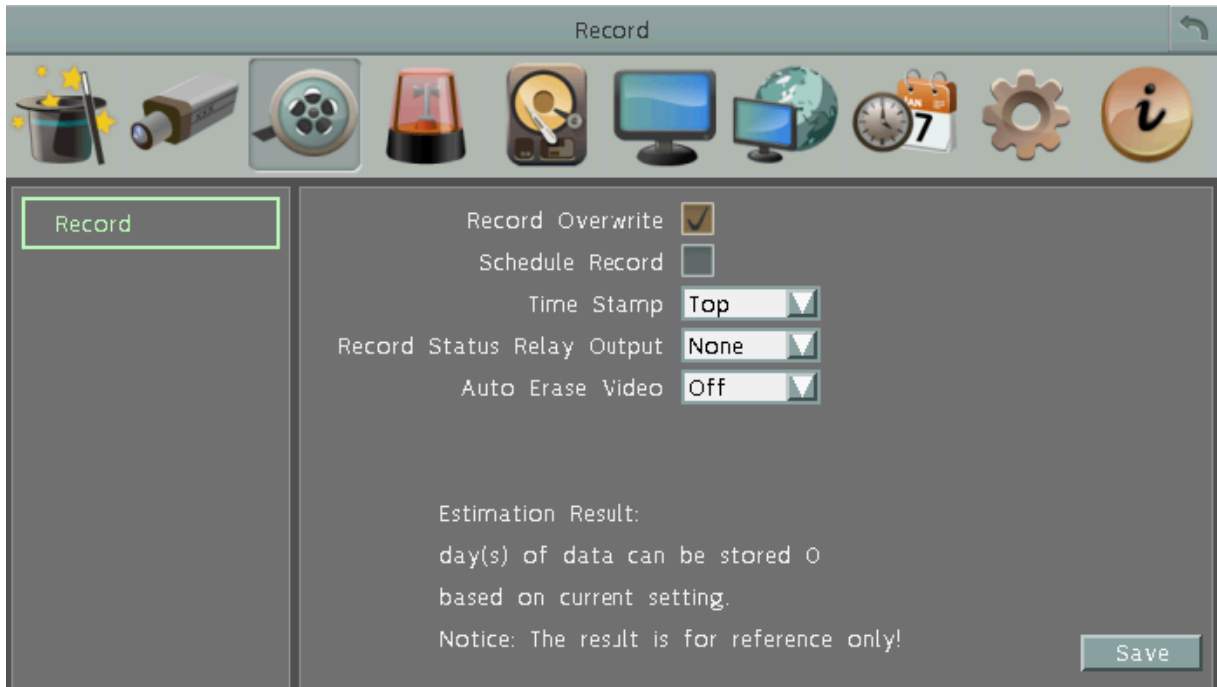 Record
7
i
Record
Record Overwrite
Schedule Record
Time Stamp Top
Record Status Relay Output None
Auto Erase Video Off
Estimation Result:
day(s) of data can be stored 0
based on current setting.
Notice: The result is for reference only!
Save